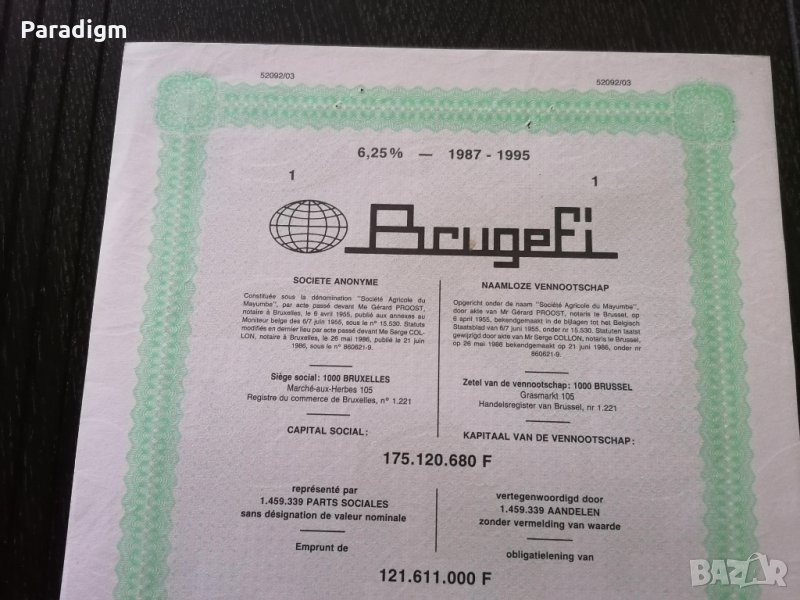 Paradigm
52092/03
52092/03
6,25% — 1987 - 1995
1
1
BrugeFi
SOCIETE ANONYME
Constituée sous la dénomination "Société Agricole du
Mayumbe", par acte passé devant Me Gérard PROOST,
notaire à Bruxelles, le 6 avril 1955, publié aux annexes au
Moniteur belge des 6/7 juin 1955, sous le n° 15.530. Statuts
modifiés en dernier lieu par acte passé devant Me Serge COL-
LON, notaire à Bruxelles, le 26 mai 1986, publié le 21 juin
1986, sous le n° 860621-9.
Siège social : 1000 BRUXELLES
Marché-aux-Herbes 105
Registre du commerce de Bruxelles, n° 1.221
CAPITAL SOCIAL :
NAAMLOZE VENNOOTSCHAP
Opgericht onder de naam "Société Agricole du Mayumbe",
door akte van Mr Gérard PROOST, notaris te Brussel, op
6 april 1955, bekendgemaakt in de bijlagen tot het Belgisch
Staatsblad van 6/7 juni 1955, onder nr 15.530. Statuten laatst
gewijzigd door akte van Mr Serge COLLON, notaris te Brussel,
op 26 mei 1986 bekendgemaakt op 21 juni 1986, onder nr
860621-9.
Zetel van de vennootschap : 1000 BRUSSEL
Grasmarkt 105
Handelsregister van Brussel, nr 1.221
KAPITAAL VAN DE VENNOOTSCHAP :
175.120.680 F
représenté par
1.459.339 PARTS SOCIALES
sans désignation de valeur nominale
Emprunt de
vertegenwoordigd door
1.459.339 AANDELEN
zonder vermelding van waarde
obligatielening van
121.611.000 F
BAZAR